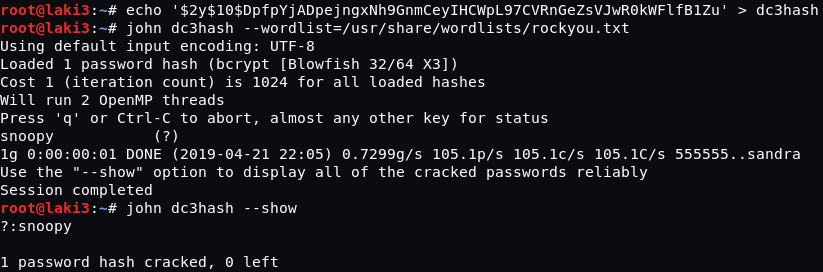 root@laki3:~# echo '$2y$10$DpfpYjADpejngxNh9GnmCeyIHCWpL97CVRnGeZsVJwR0kWFlfB1Zu' > dc3hash
root@laki3:~# john dc3hash --wordlist=/usr/share/wordlists/rockyou.txt
Using default input encoding: UTF-8
Loaded 1 password hash (bcrypt [Blowfish 32/64 X3])
Cost 1 (iteration count) is 1024 for all loaded hashes
Will run 2 OpenMP threads
Press 'q' or Ctrl-C to abort, almost any other key for status
snoopy           (?)
1g 0:00:00:01 DONE (2019-04-21 22:05) 0.7299g/s 105.1p/s 105.1c/s 105.1C/s 555555..sandra
Use the "--show" option to display all of the cracked passwords reliably
Session completed
root@laki3:~# john dc3hash --show
?:snoopy
1 password hash cracked, 0 left